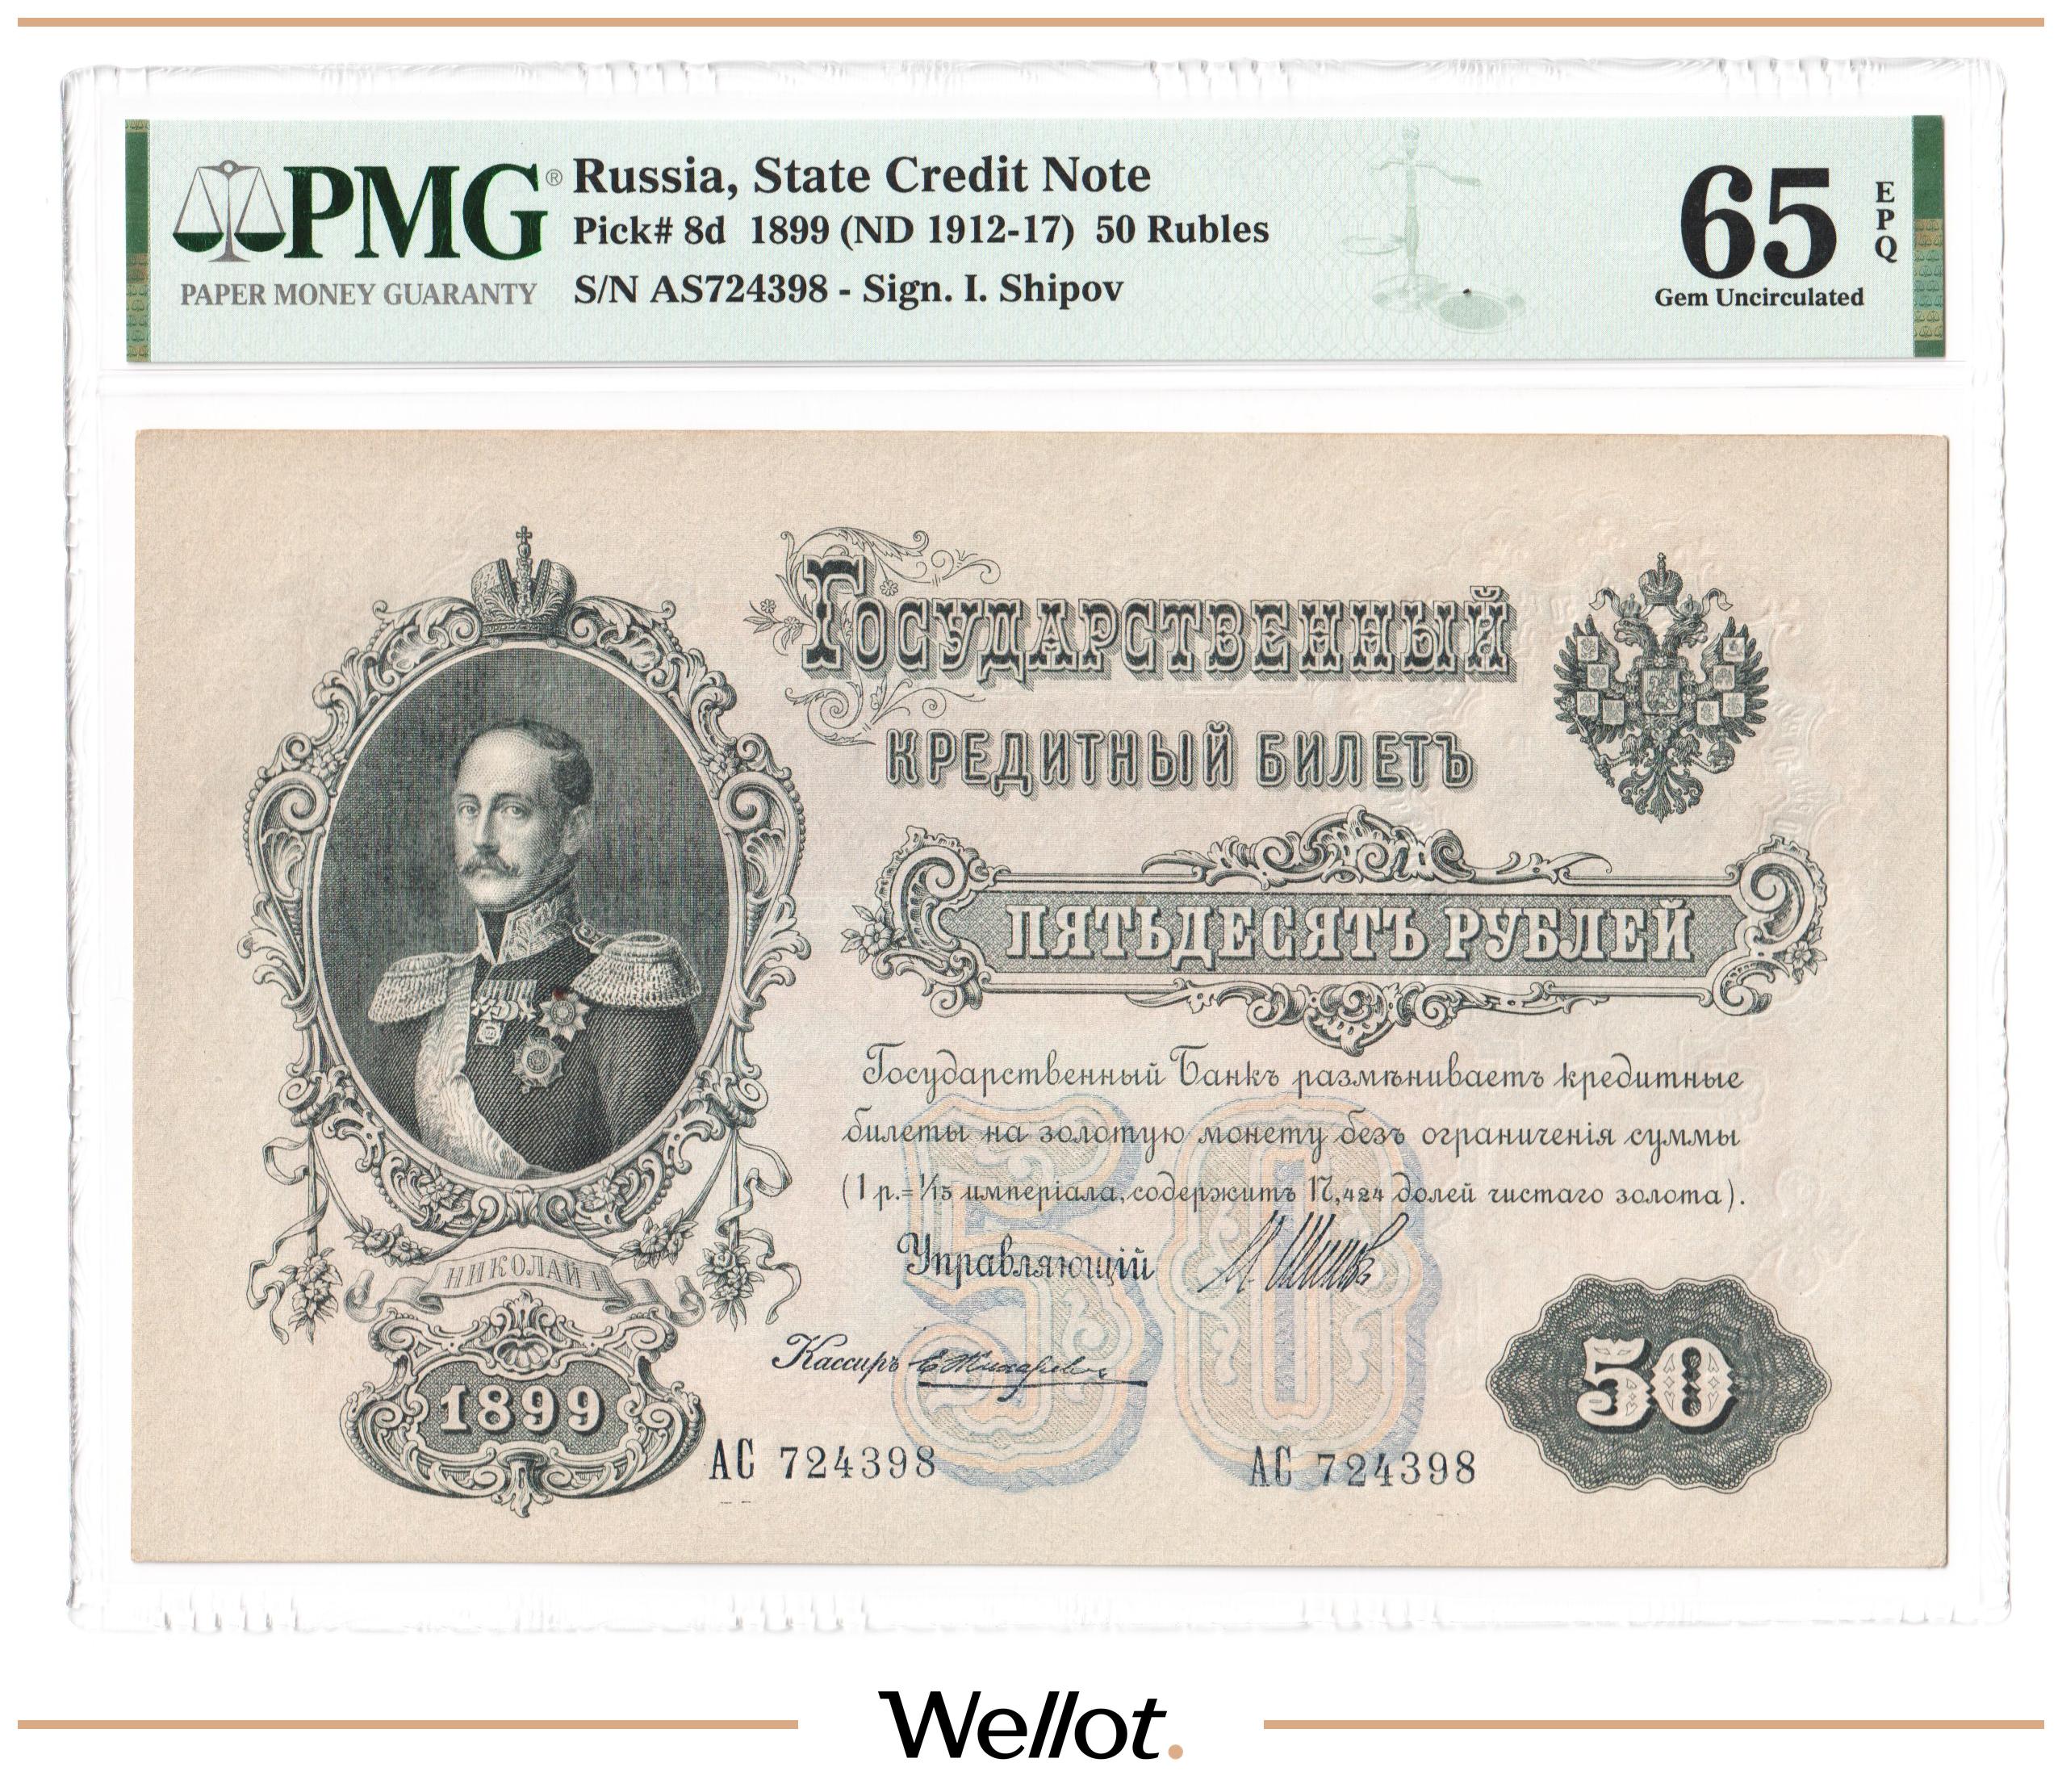 PMG® Russia, State Credit Note
Pick# 8d 1899 (ND 1912-17) 50 Rubles
PAPER MONEY GUARANTY S/N AS724398 - Sign. I. Shipov
65 EPQ
Gem Uncirculated
Государственный
кредитный билетъ
ПЯТЬДЕСЯТЪ РУБЛЕЙ
Государственный Банкъ размѣниваетъ кредитные
билеты на золотую монету безъ ограниченія суммы
(1 р.=1/15 имперіала, содержитъ 17,424 долей чистаго золота).
Управляющій И. Шипов
Кассиръ
НИКОЛАЙ I
1899
50
50
АС 724398
АС 724398
Wellot.